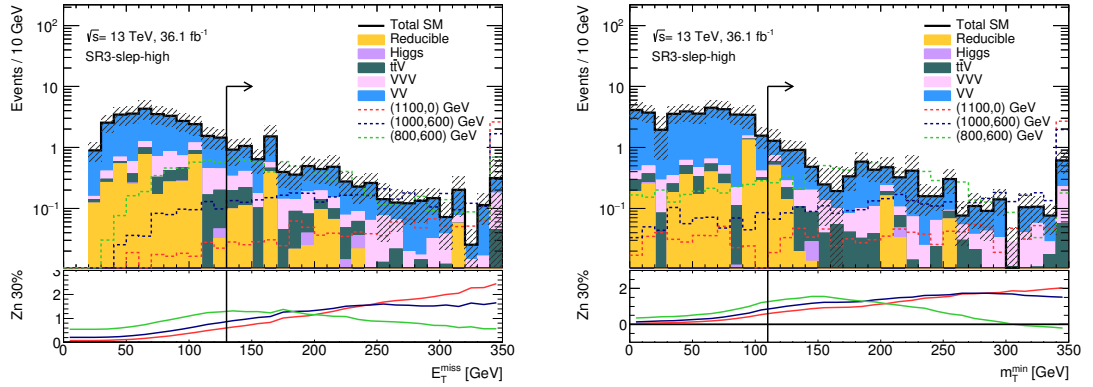 Events / 10 GeV
10²
10
1
10⁻¹
√s= 13 TeV, 36.1 fb⁻¹
SR3-slep-high
Total SM
Reducible
Higgs
tt̄V
VVV
VV
(1100,0) GeV
(1000,600) GeV
(800,600) GeV
Zn 30%
3
2
1
0
0 50 100 150 200 250 300 350
E_T^miss [GeV]
Events / 10 GeV
10²
10
1
10⁻¹
√s= 13 TeV, 36.1 fb⁻¹
SR3-slep-high
Total SM
Reducible
Higgs
tt̄V
VVV
VV
(1100,0) GeV
(1000,600) GeV
(800,600) GeV
Zn 30%
2
0
0 50 100 150 200 250 300 350
m_T^min [GeV]